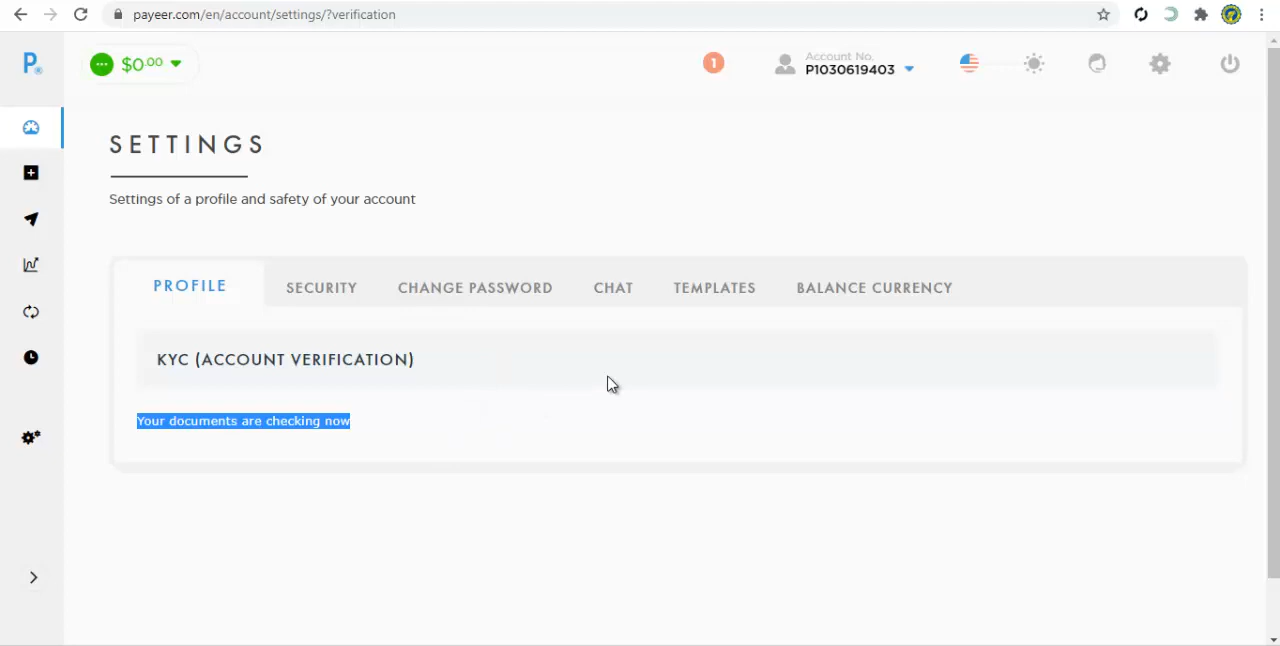 payeer.com/en/account/settings/?verification
P
$0.00
1
Account No.
P1030619403
SETTINGS
Settings of a profile and safety of your account
PROFILE
SECURITY
CHANGE PASSWORD
CHAT
TEMPLATES
BALANCE CURRENCY
KYC (ACCOUNT VERIFICATION)
Your documents are checking now